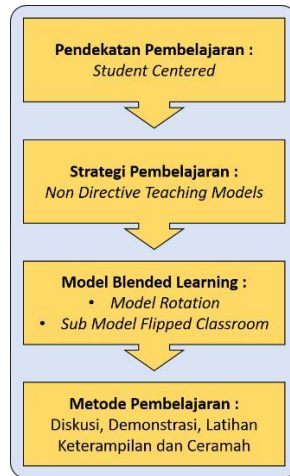 Pendekatan Pembelajaran :
Student Centered
Strategi Pembelajaran :
Non Directive Teaching Models
Model Blended Learning :
• Model Rotation
• Sub Model Flipped Classroom
Metode Pembelajaran :
Diskusi, Demonstrasi, Latihan
Keterampilan dan Ceramah